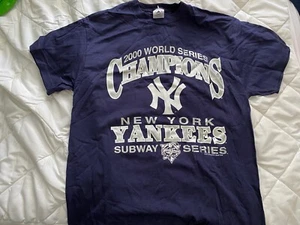 2000 WORLD SERIES
CHAMPIONS
NY
NEW YORK
YANKEES
SUBWAY SERIES